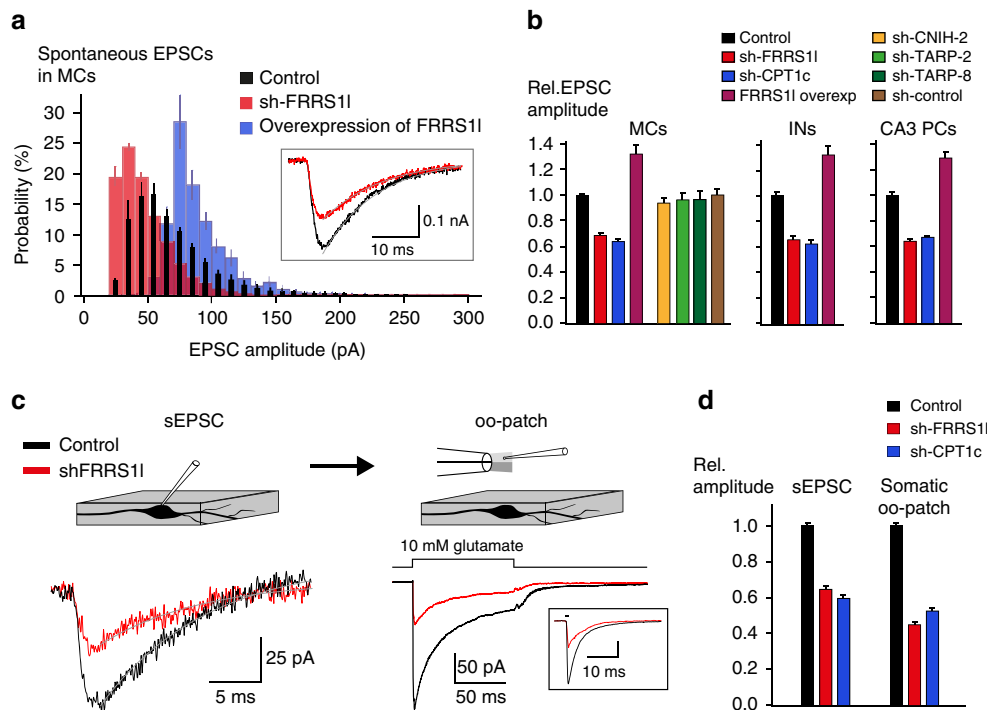 a
Spontaneous EPSCs
in MCs
Control
sh-FRRS1l
Overexpression of FRRS1l
Probability (%)
30
25
20
15
10
5
0
0.1 nA
10 ms
0 50 100 150 200 250 300
EPSC amplitude (pA)
b
Control
sh-FRRS1l
sh-CPT1c
FRRS1l overexp
sh-CNIH-2
sh-TARP-2
sh-TARP-8
sh-control
Rel.EPSC
amplitude
MCs INs CA3 PCs
1.4
1.2
1.0
0.8
0.6
0.4
0.2
0.0
c
sEPSC oo-patch
Control
shFRRS1l
10 mM glutamate
25 pA
5 ms
50 pA
50 ms
10 ms
d
Control
sh-FRRS1l
sh-CPT1c
Rel.
amplitude
sEPSC Somatic
oo-patch
1.0
0.8
0.6
0.4
0.2
0.0